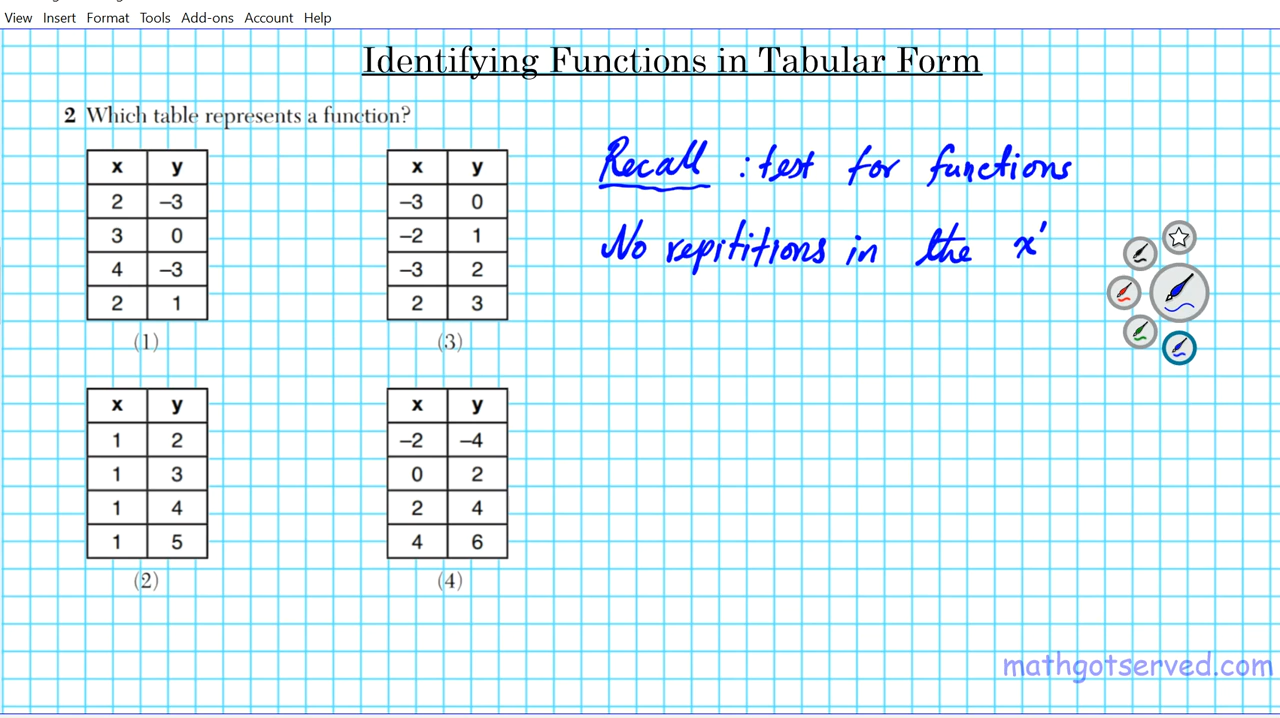 View Insert Format Tools Add-ons Account Help
Identifying Functions in Tabular Form
2 Which table represents a function?
x y
2 –3
3 0
4 –3
2 1
(1)
x y
–3 0
–2 1
–3 2
2 3
(3)
Recall : test for functions
No repititions in the x'
x y
1 2
1 3
1 4
1 5
(2)
x y
–2 –4
0 2
2 4
4 6
(4)
mathgotserved.com